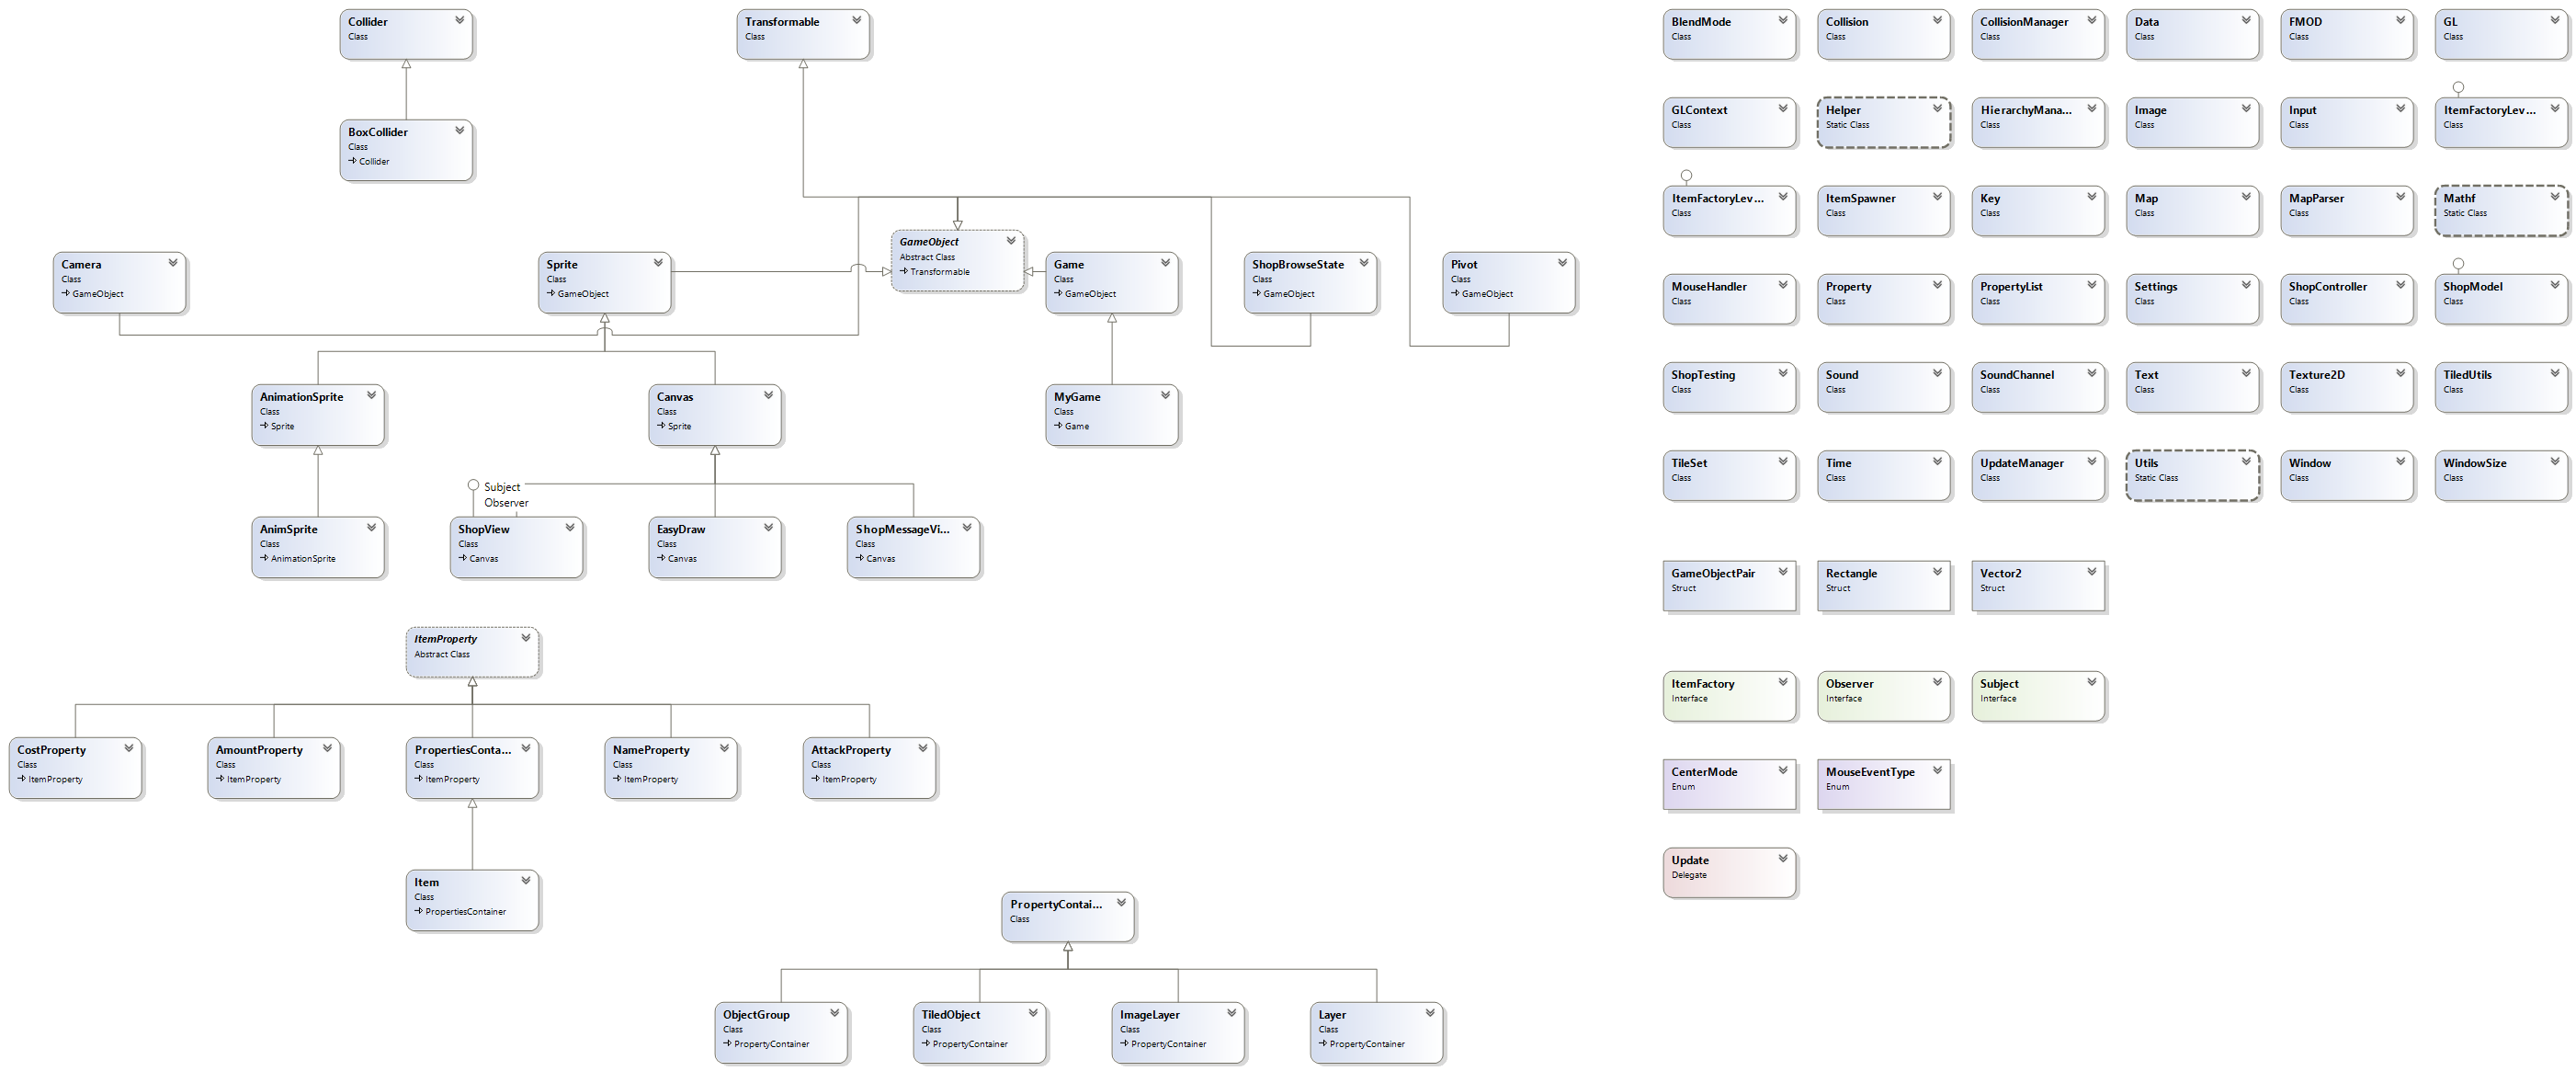 Collider
Class
Transformable
Class
BoxCollider
Class
Collider
GameObject
Abstract Class
Transformable
Camera
Class
GameObject
Sprite
Class
GameObject
Game
Class
GameObject
ShopBrowseState
Class
GameObject
Pivot
Class
GameObject
AnimationSprite
Class
Sprite
Canvas
Class
Sprite
MyGame
Class
Game
Subject
Observer
AnimSprite
Class
AnimationSprite
ShopView
Class
Canvas
EasyDraw
Class
Canvas
ShopMessageVi...
Class
Canvas
ItemProperty
Abstract Class
CostProperty
Class
ItemProperty
AmountProperty
Class
ItemProperty
PropertiesConta...
Class
ItemProperty
NameProperty
Class
ItemProperty
AttackProperty
Class
ItemProperty
Item
Class
PropertiesContainer
PropertyContai...
Class
ObjectGroup
Class
PropertyContainer
TiledObject
Class
PropertyContainer
ImageLayer
Class
PropertyContainer
Layer
Class
PropertyContainer
BlendMode
Class
Collision
Class
CollisionManager
Class
Data
Class
FMOD
Class
GL
Class
GLContext
Class
Helper
Static Class
HierarchyMana...
Class
Image
Class
Input
Class
ItemFactoryLev...
Class
ItemFactoryLev...
Class
ItemSpawner
Class
Key
Class
Map
Class
MapParser
Class
Mathf
Static Class
MouseHandler
Class
Property
Class
PropertyList
Class
Settings
Class
ShopController
Class
ShopModel
Class
ShopTesting
Class
Sound
Class
SoundChannel
Class
Text
Class
Texture2D
Class
TiledUtils
Class
TileSet
Class
Time
Class
UpdateManager
Class
Utils
Static Class
Window
Class
WindowSize
Class
GameObjectPair
Struct
Rectangle
Struct
Vector2
Struct
ItemFactory
Interface
Observer
Interface
Subject
Interface
CenterMode
Enum
MouseEventType
Enum
Update
Delegate